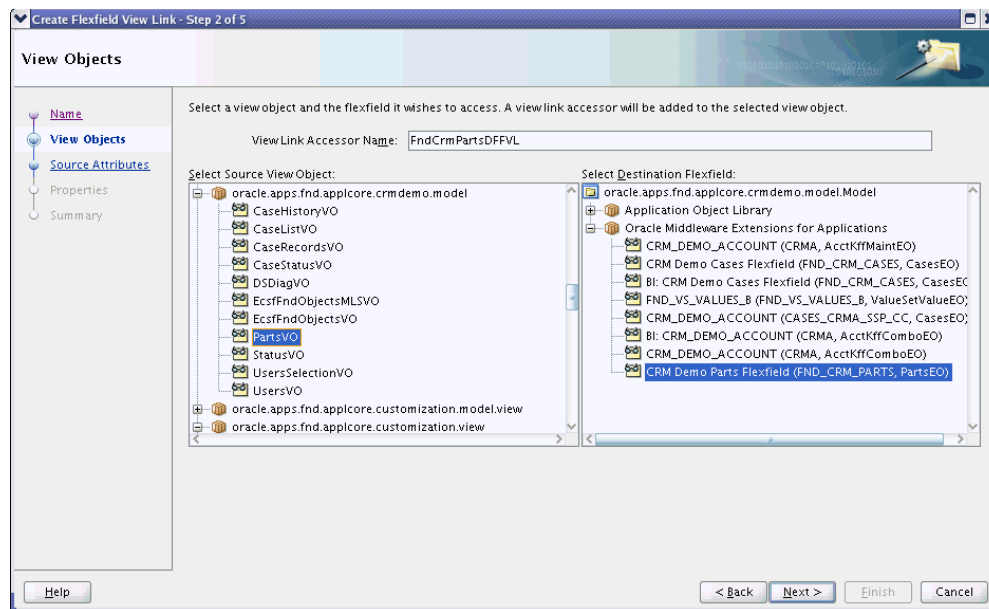 Create Flexfield View Link - Step 2 of 5
View Objects
Name
View Objects
Source Attributes
Properties
Summary
Select a view object and the flexfield it wishes to access. A view link accessor will be added to the selected view object.
View Link Accessor Name: FndCrmPartsDFFVL
Select Source View Object:
oracle.apps.fnd.applcore.crmdemo.model
CaseHistoryVO
CaseListVO
CaseRecordsVO
CaseStatusVO
DSDiagVO
EcsfFndObjectsMLSVO
EcsfFndObjectsVO
PartsVO
StatusVO
UsersSelectionVO
UsersVO
oracle.apps.fnd.applcore.customization.model.view
oracle.apps.fnd.applcore.customization.view
Select Destination Flexfield:
oracle.apps.fnd.applcore.crmdemo.model.Model
Application Object Library
Oracle Middleware Extensions for Applications
CRM_DEMO_ACCOUNT (CRMA, AcctKffMaintEO)
CRM Demo Cases Flexfield (FND_CRM_CASES, CasesEO)
BI: CRM Demo Cases Flexfield (FND_CRM_CASES, CasesEO
FND_VS_VALUES_B (FND_VS_VALUES_B, ValueSetValueEO)
CRM_DEMO_ACCOUNT (CASES_CRMA_SSP_CC, CasesEO)
BI: CRM_DEMO_ACCOUNT (CRMA, AcctKffComboEO)
CRM_DEMO_ACCOUNT (CRMA, AcctKffComboEO)
CRM Demo Parts Flexfield (FND_CRM_PARTS, PartsEO)
Help
< Back
Next >
Finish
Cancel